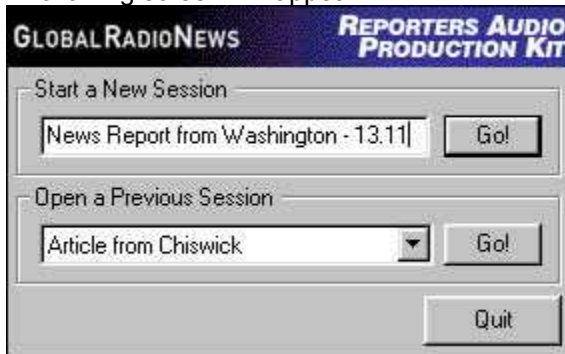 GLOBALRADIONEWS
REPORTERS AUDIO
PRODUCTION KIT
Start a New Session
News Report from Washington - 13.11
Go!
Open a Previous Session
Article from Chiswick
Go!
Quit